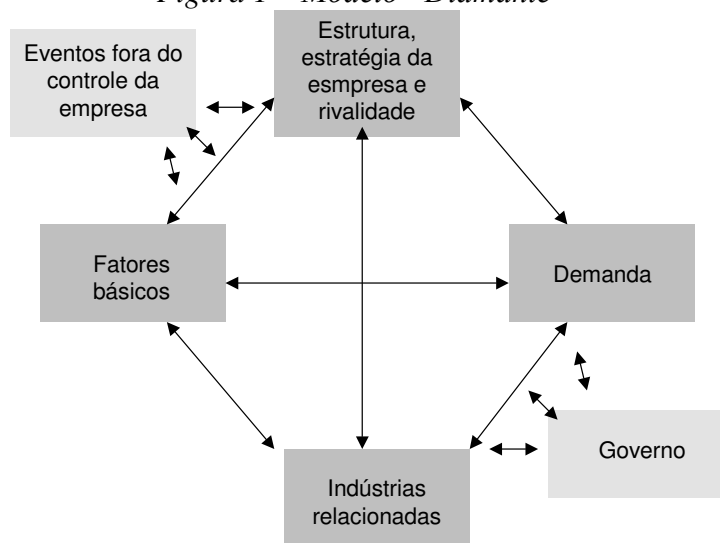 Figura 1 – Modelo "Diamante"
Eventos fora do
controle da
empresa
Estrutura,
estratégia da
esmpresa e
rivalidade
Fatores
básicos
Demanda
Governo
Indústrias
relacionadas